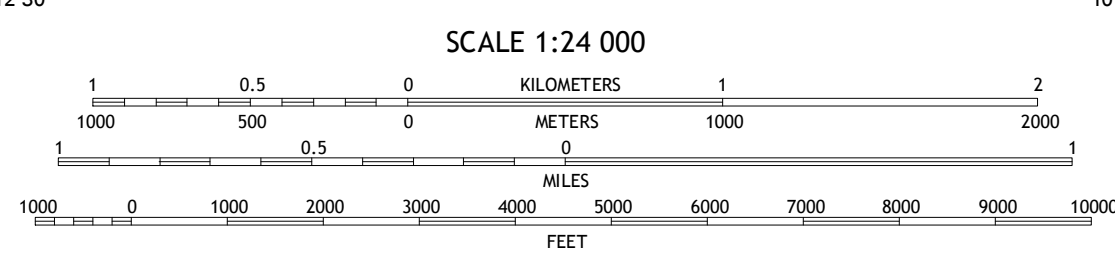 SCALE 1:24 000
1 0.5 0 KILOMETERS 1 2
1000 500 0 METERS 1000 2000
1 0.5 0 1
MILES
1000 0 1000 2000 3000 4000 5000 6000 7000 8000 9000 10000
FEET